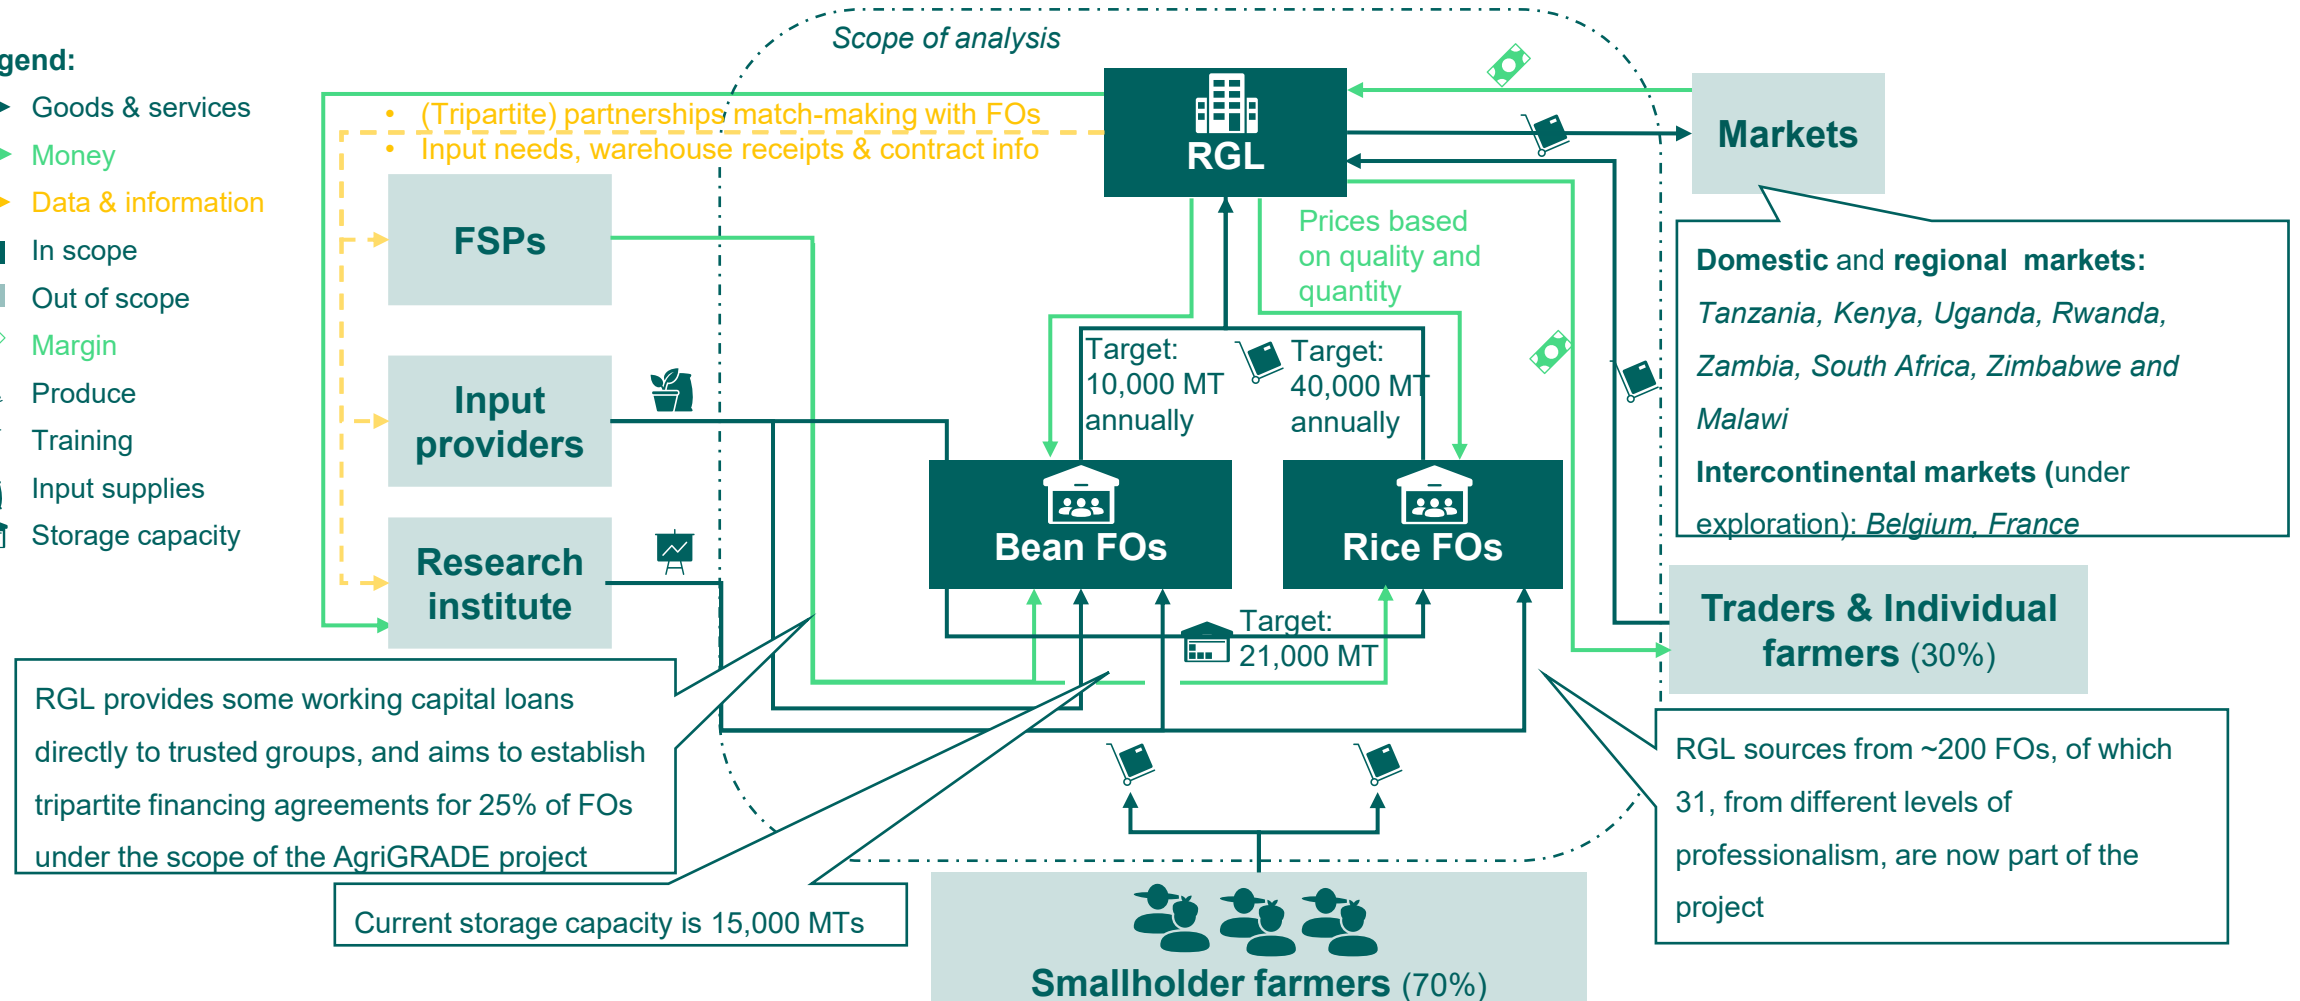 gend:
Goods & services
Money
Data & information
In scope
Out of scope
Margin
Produce
Training
Input supplies
Storage capacity
Scope of analysis
• (Tripartite) partnerships match-making with FOs
• Input needs, warehouse receipts & contract info
RGL
Markets
FSPs
Input
providers
Research
institute
Prices based
on quality and
quantity
Target:
10,000 MT
annually
Target:
40,000 MT
annually
Bean FOs
Rice FOs
Target:
21,000 MT
Domestic and regional markets:
Tanzania, Kenya, Uganda, Rwanda,
Zambia, South Africa, Zimbabwe and
Malawi
Intercontinental markets (under
exploration): Belgium, France
Traders & Individual
farmers (30%)
RGL provides some working capital loans
directly to trusted groups, and aims to establish
tripartite financing agreements for 25% of FOs
under the scope of the AgriGRADE project
Current storage capacity is 15,000 MTs
RGL sources from ~200 FOs, of which
31, from different levels of
professionalism, are now part of the
project
Smallholder farmers (70%)